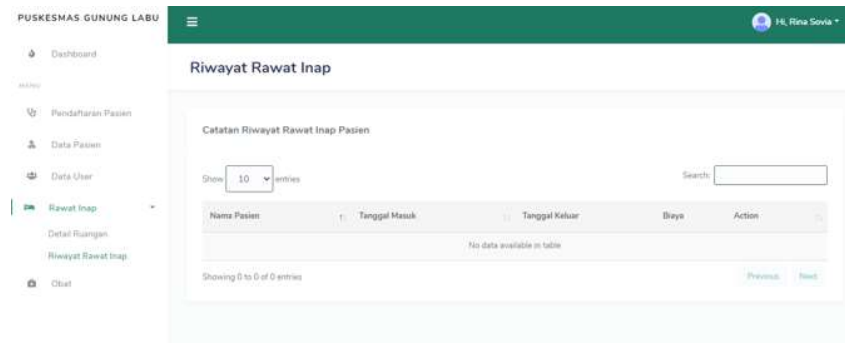 PUSKESMAS GUNUNG LABU
Hi, Rina Sovia
Dashboard
MENU
Pendaftaran Pasien
Data Pasien
Data User
Rawat Inap
Detail Ruangan
Riwayat Rawat Inap
Obat
Riwayat Rawat Inap
Catatan Riwayat Rawat Inap Pasien
Show 10 entries
Search:
Nama Pasien Tanggal Masuk Tanggal Keluar Biaya Action
No data available in table
Showing 0 to 0 of 0 entries
Previous Next